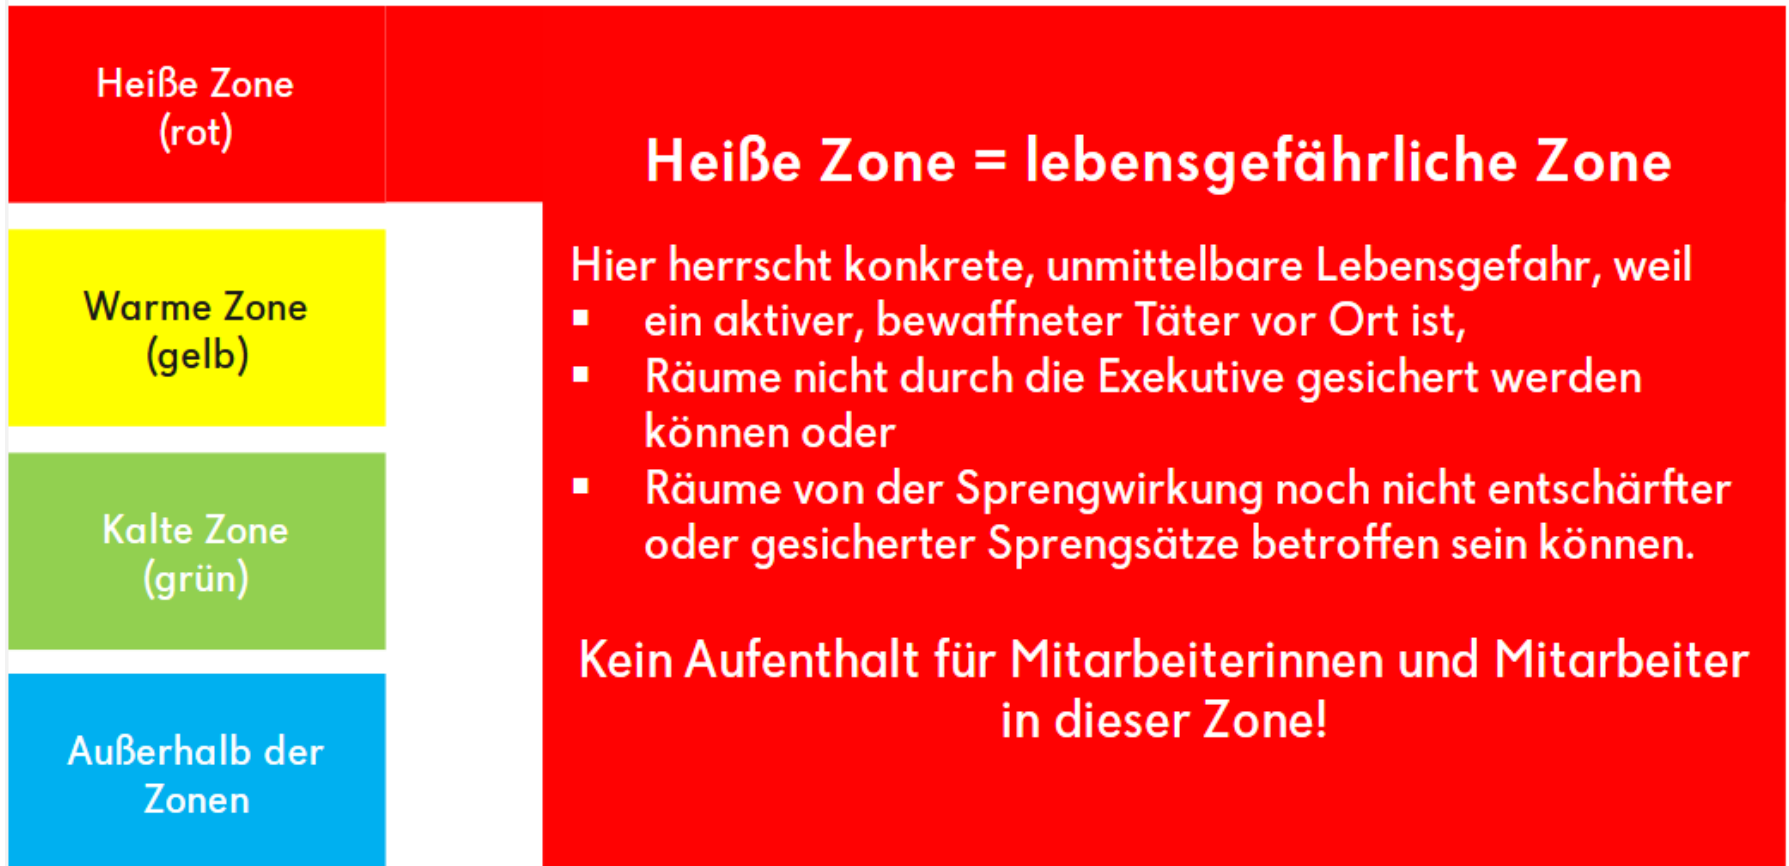 Heiße Zone
(rot)
Warme Zone
(gelb)
Kalte Zone
(grün)
Außerhalb der
Zonen
Heiße Zone = lebensgefährliche Zone
Hier herrscht konkrete, unmittelbare Lebensgefahr, weil
▪ ein aktiver, bewaffneter Täter vor Ort ist,
▪ Räume nicht durch die Exekutive gesichert werden
können oder
▪ Räume von der Sprengwirkung noch nicht entschärfter
oder gesicherter Sprengsätze betroffen sein können.
Kein Aufenthalt für Mitarbeiterinnen und Mitarbeiter
in dieser Zone!